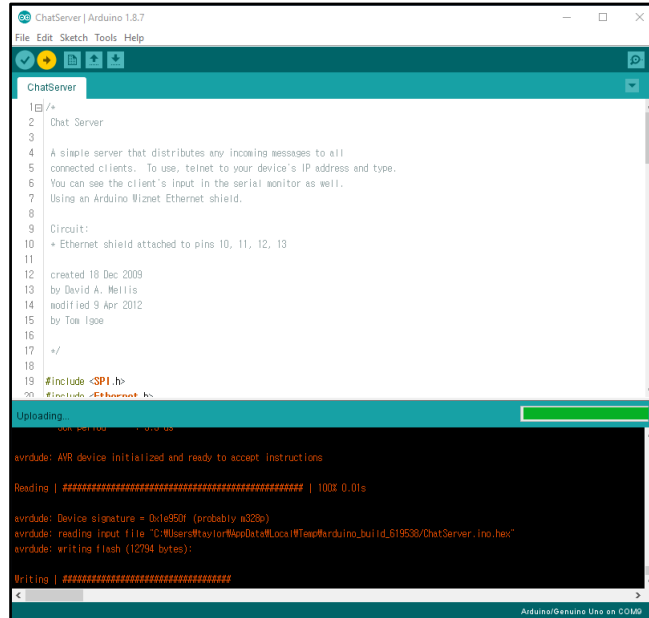 ChatServer | Arduino 1.8.7
File Edit Sketch Tools Help
ChatServer
1 /*
2 Chat Server
3
4 A simple server that distributes any incoming messages to all
5 connected clients.  To use, telnet to your device's IP address and type.
6 You can see the client's input in the serial monitor as well.
7 Using an Arduino Wiznet Ethernet shield.
8
9 Circuit:
10 * Ethernet shield attached to pins 10, 11, 12, 13
11
12 created 18 Dec 2009
13 by David A. Mellis
14 modified 9 Apr 2012
15 by Tom Igoe
16
17 */
18
19 #include <SPI.h>
20 #include <Ethernet.h>
Uploading...
SCK period
avrdude: AVR device initialized and ready to accept instructions
Reading | ################################################## | 100% 0.01s
avrdude: Device signature = 0x1e950f (probably m328p)
avrdude: reading input file "C:₩Users₩taylor₩AppData₩Local₩Temp₩arduino_build_619538/ChatServer.ino.hex"
avrdude: writing flash (12794 bytes):
Writing | ###################################
Arduino/Genuino Uno on COM9